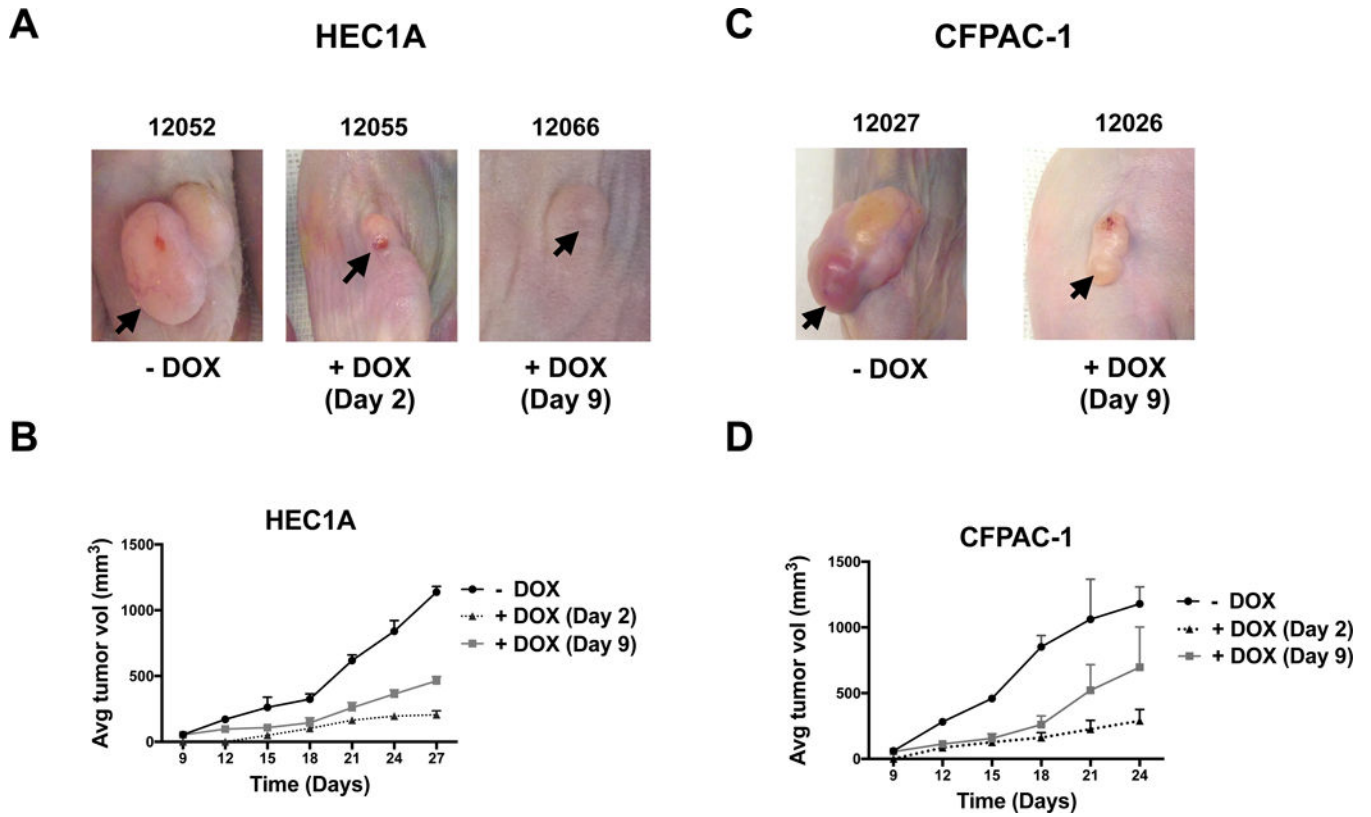 A
HEC1A
12052
12055
12066
- DOX
+ DOX
(Day 2)
+ DOX
(Day 9)
C
CFPAC-1
12027
12026
- DOX
+ DOX
(Day 9)
B
HEC1A
Avg tumor vol (mm³)
1500
1000
500
0
9 12 15 18 21 24 27
Time (Days)
- DOX
+ DOX (Day 2)
+ DOX (Day 9)
D
CFPAC-1
Avg tumor vol (mm³)
1500
1000
500
0
9 12 15 18 21 24
Time (Days)
- DOX
+ DOX (Day 2)
+ DOX (Day 9)